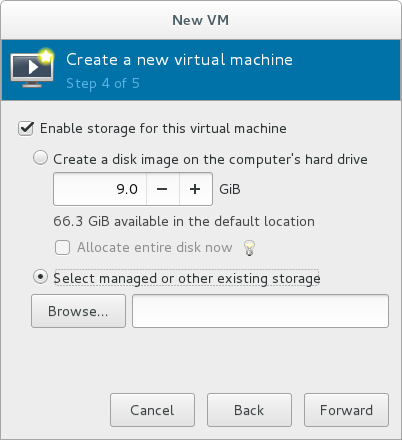 New VM
Create a new virtual machine
Step 4 of 5
Enable storage for this virtual machine
Create a disk image on the computer's hard drive
9.0 − + GiB
66.3 GiB available in the default location
Allocate entire disk now
Select managed or other existing storage
Browse...
Cancel Back Forward